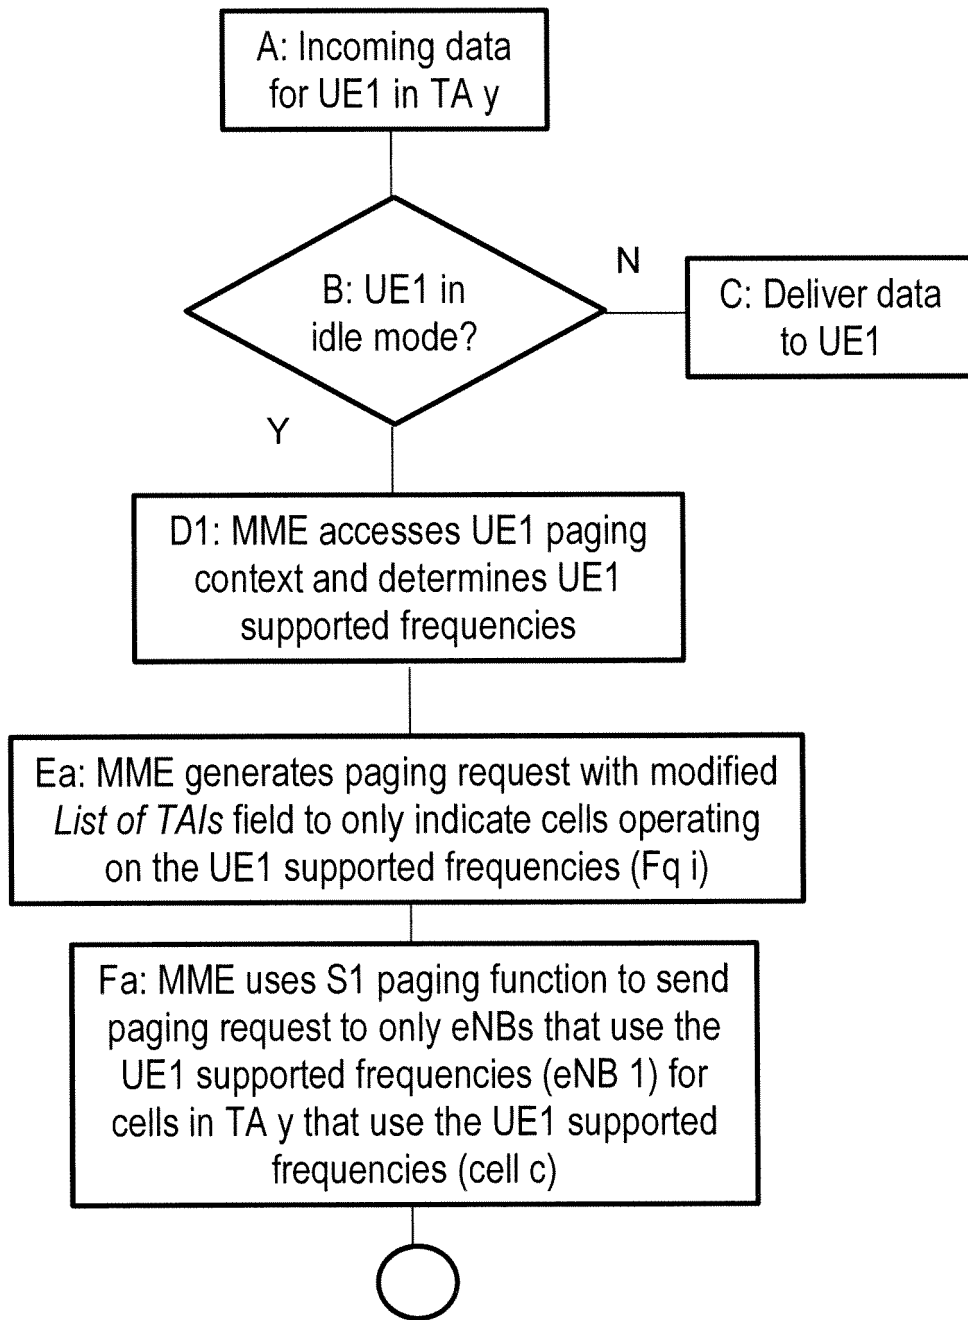 A: Incoming data
for UE1 in TA y
B: UE1 in
idle mode?
N
C: Deliver data
to UE1
Y
D1: MME accesses UE1 paging
context and determines UE1
supported frequencies
Ea: MME generates paging request with modified
List of TAIs field to only indicate cells operating
on the UE1 supported frequencies (Fq i)
Fa: MME uses S1 paging function to send
paging request to only eNBs that use the
UE1 supported frequencies (eNB 1) for
cells in TA y that use the UE1 supported
frequencies (cell c)